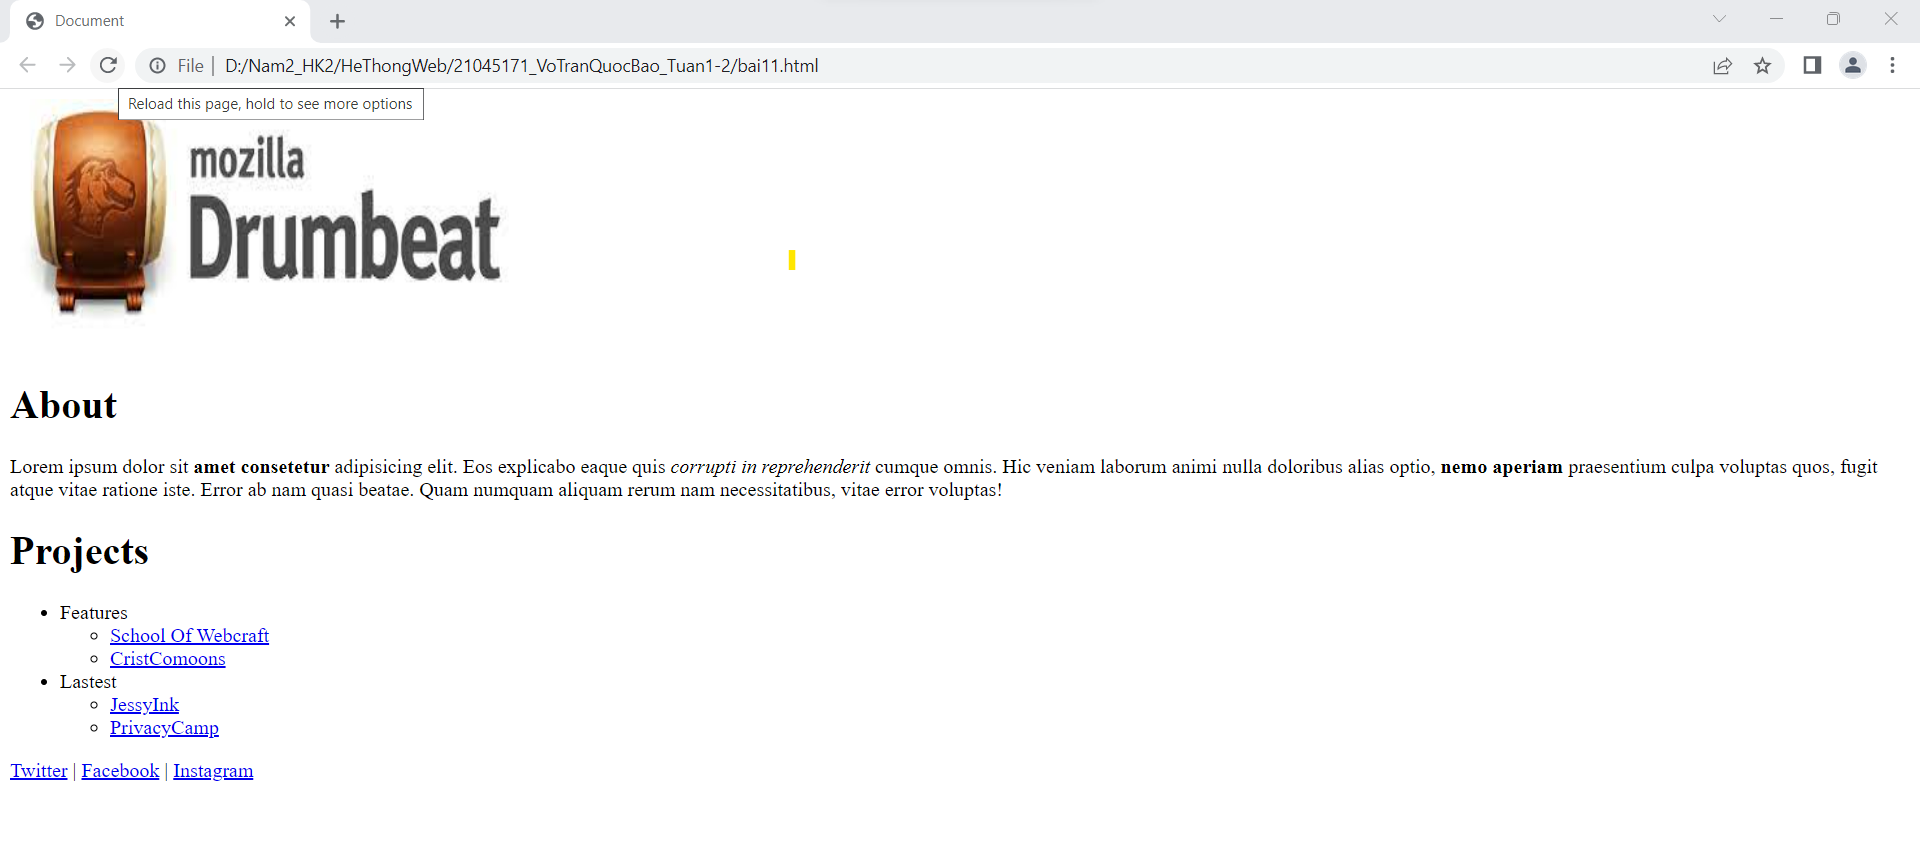 Document
File | D:/Nam2_HK2/HeThongWeb/21045171_VoTranQuocBao_Tuan1-2/bai11.html
Reload this page, hold to see more options
mozilla
Drumbeat
About
Lorem ipsum dolor sit amet consetetur adipisicing elit. Eos explicabo eaque quis corrupti in reprehenderit cumque omnis. Hic veniam laborum animi nulla doloribus alias optio, nemo aperiam praesentium culpa voluptas quos, fugit
atque vitae ratione iste. Error ab nam quasi beatae. Quam numquam aliquam rerum nam necessitatibus, vitae error voluptas!
Projects
Features
School Of Webcraft
CristComoons
Lastest
JessyInk
PrivacyCamp
Twitter | Facebook | Instagram